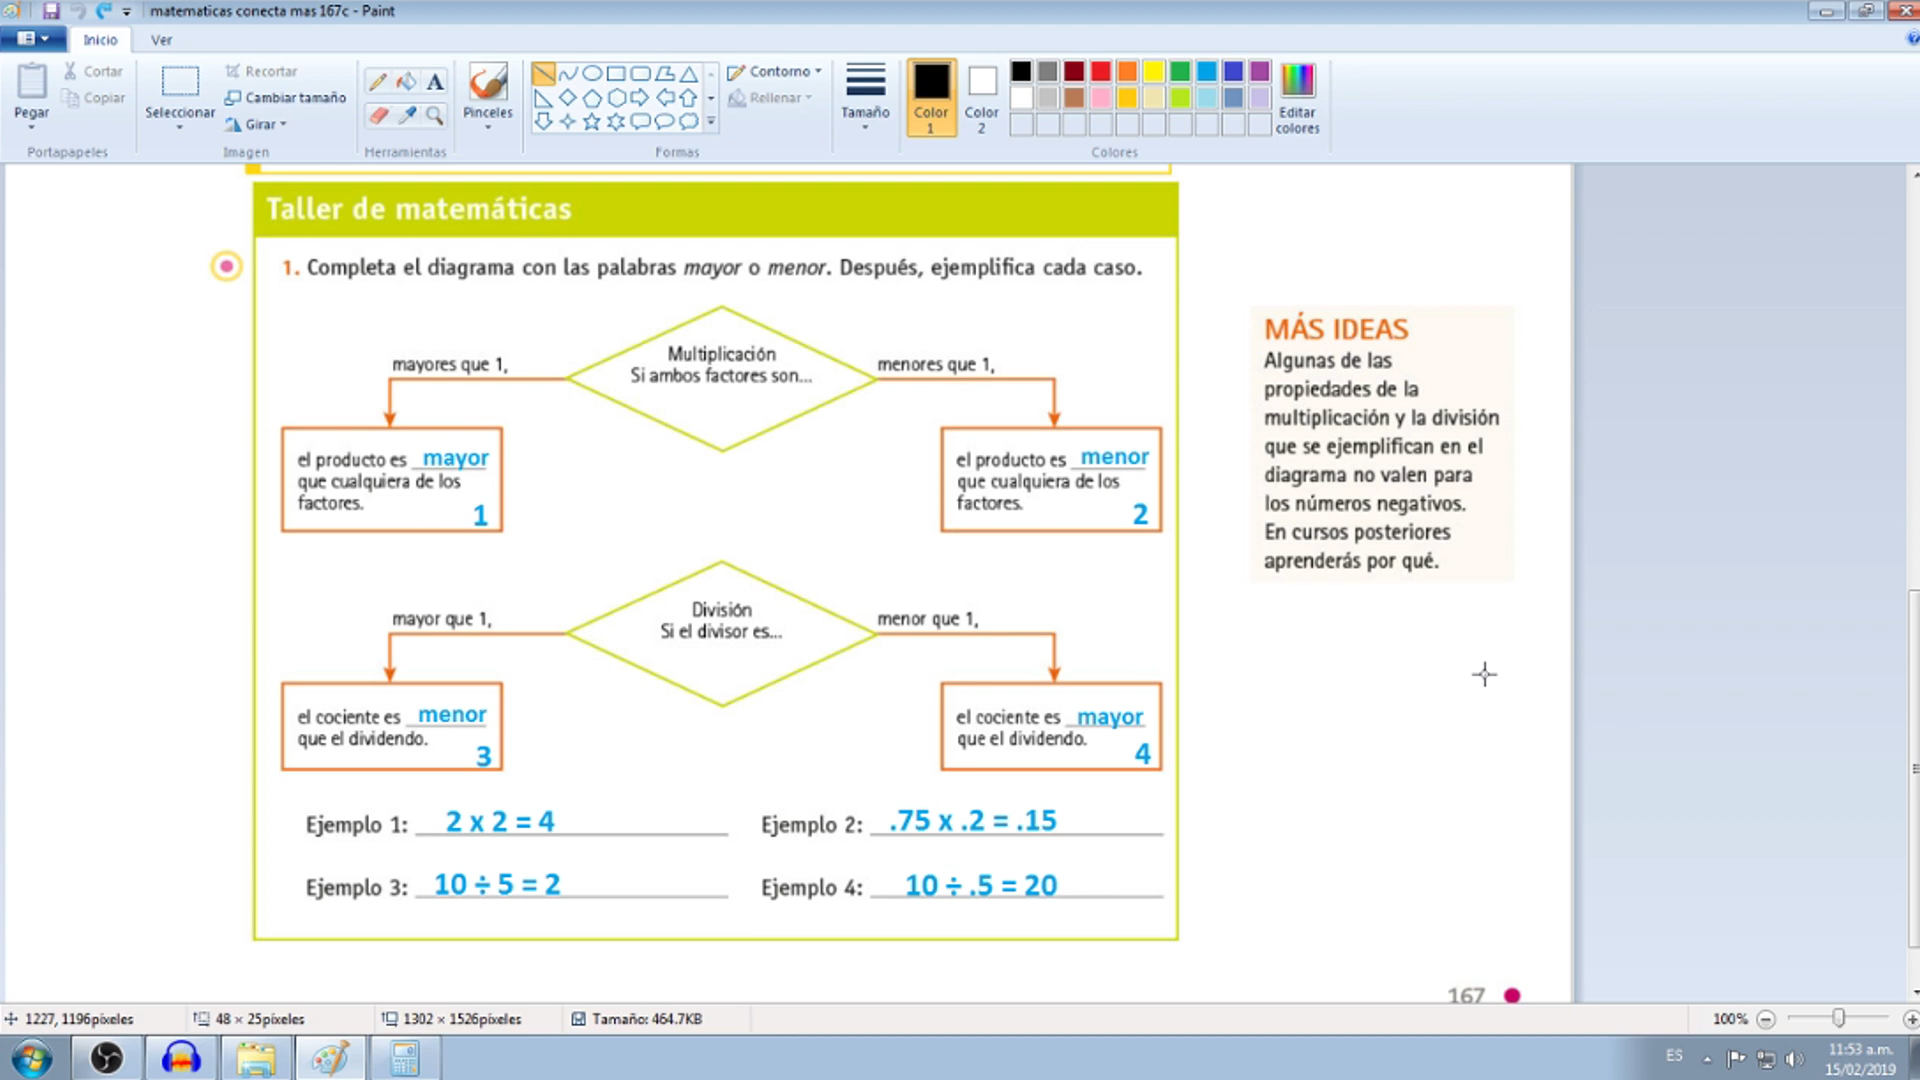 matematicas conecta mas 167c - Paint
Inicio
Ver
Pegar
Cortar
Copiar
Portapapeles
Seleccionar
Recortar
Cambiar tamaño
Girar
Imagen
A
Herramientas
Pinceles
Contorno
Rellenar
Formas
Tamaño
Color 1
Color 2
Editar colores
Colores
Taller de matemáticas
1. Completa el diagrama con las palabras mayor o menor. Después, ejemplifica cada caso.
Multiplicación
Si ambos factores son...
mayores que 1,
menores que 1,
el producto es mayor
que cualquiera de los
factores.
1
el producto es menor
que cualquiera de los
factores.
2
División
Si el divisor es...
mayor que 1,
menor que 1,
el cociente es menor
que el dividendo.
3
el cociente es mayor
que el dividendo.
4
Ejemplo 1: 2 x 2 = 4
Ejemplo 2: .75 x .2 = .15
Ejemplo 3: 10 ÷ 5 = 2
Ejemplo 4: 10 ÷ .5 = 20
MÁS IDEAS
Algunas de las
propiedades de la
multiplicación y la división
que se ejemplifican en el
diagrama no valen para
los números negativos.
En cursos posteriores
aprenderás por qué.
167
1227, 1196píxeles
48 × 25píxeles
1302 × 1526píxeles
Tamaño: 464.7KB
100%
ES
11:53 a.m.
15/02/2019